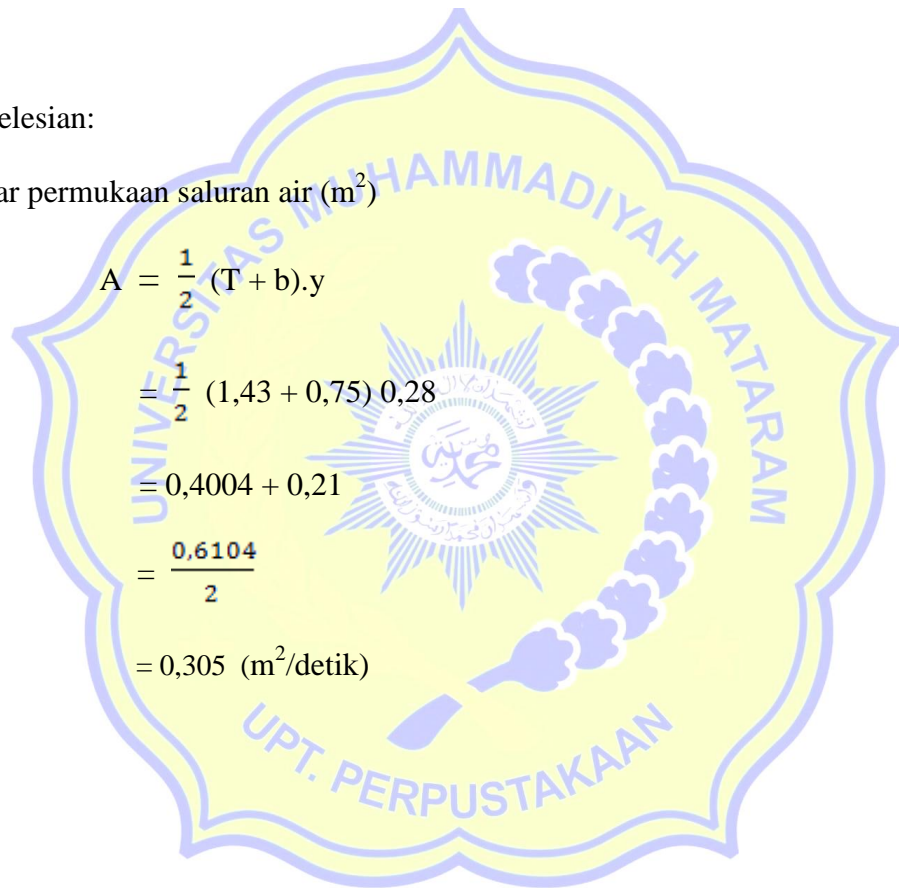 elesian:
ar permukaan saluran air (m²)
A = 1/2 (T + b).y
= 1/2 (1,43 + 0,75) 0,28
= 0,4004 + 0,21
= 0,6104/2
= 0,305 (m²/detik)
UNIVERSITAS MUHAMMADIYAH MATARAM
UPT. PERPUSTAKAAN